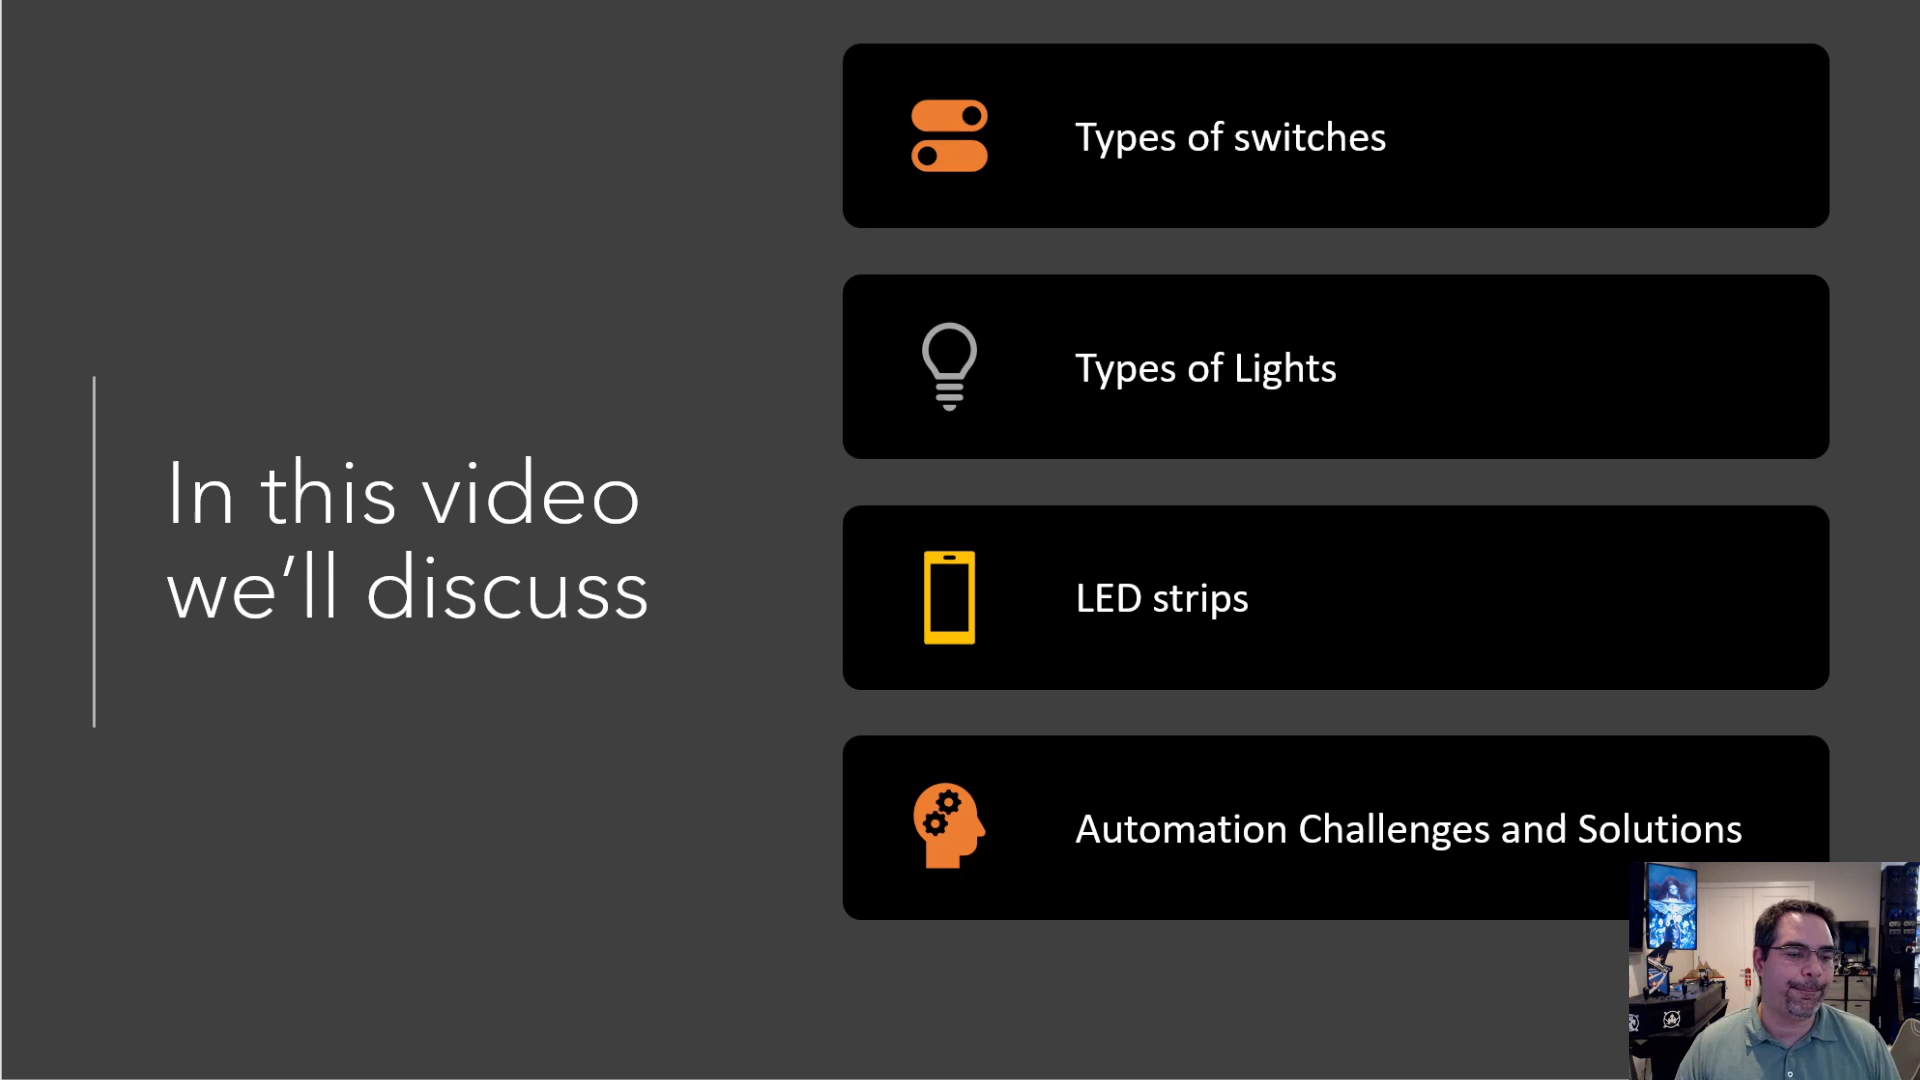 In this video
we’ll discuss
Types of switches
Types of Lights
LED strips
Automation Challenges and Solutions